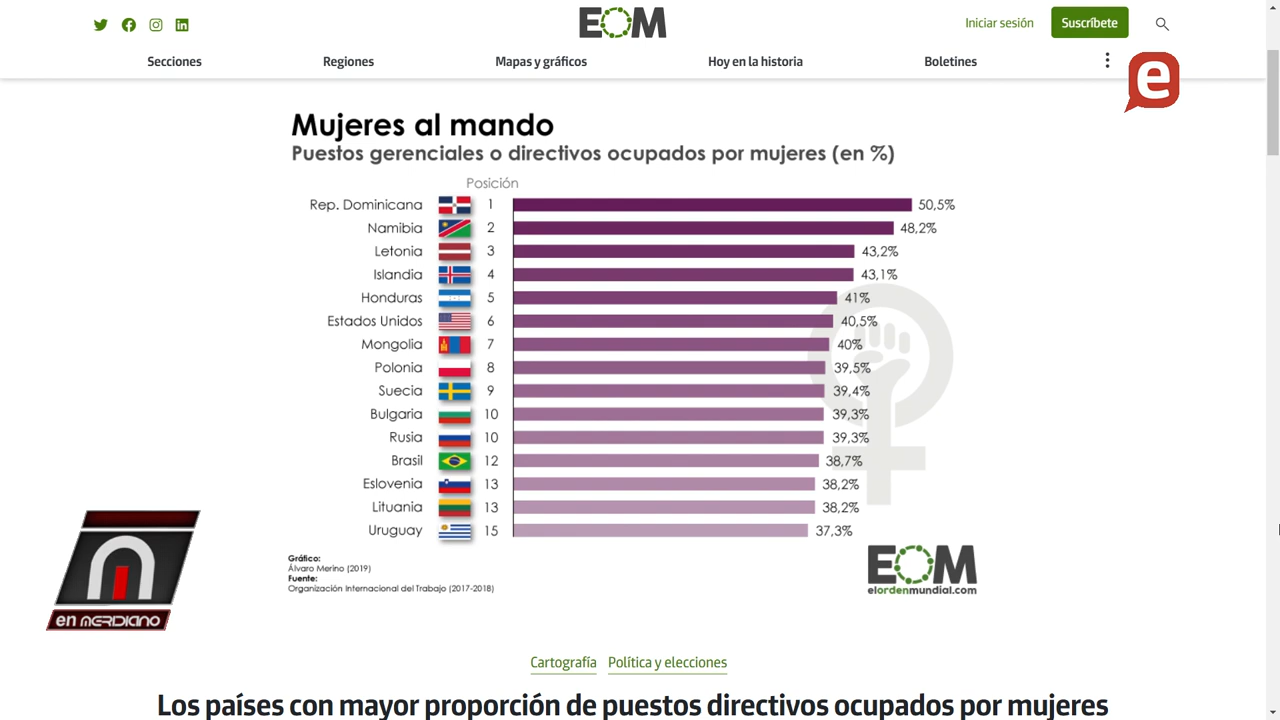 EOM
Iniciar sesión
Suscríbete
Secciones
Regiones
Mapas y gráficos
Hoy en la historia
Boletines
e
Mujeres al mando
Puestos gerenciales o directivos ocupados por mujeres (en %)
Posición
Rep. Dominicana 1 50,5%
Namibia 2 48,2%
Letonia 3 43,2%
Islandia 4 43,1%
Honduras 5 41%
Estados Unidos 6 40,5%
Mongolia 7 40%
Polonia 8 39,5%
Suecia 9 39,4%
Bulgaria 10 39,3%
Rusia 10 39,3%
Brasil 12 38,7%
Eslovenia 13 38,2%
Lituania 13 38,2%
Uruguay 15 37,3%
Gráfico:
Álvaro Merino (2019)
Fuente:
Organización Internacional del Trabajo (2017-2018)
EOM
elordenmundial.com
en MERIDIANO
Cartografía
Política y elecciones
Los países con mayor proporción de puestos directivos ocupados por mujeres